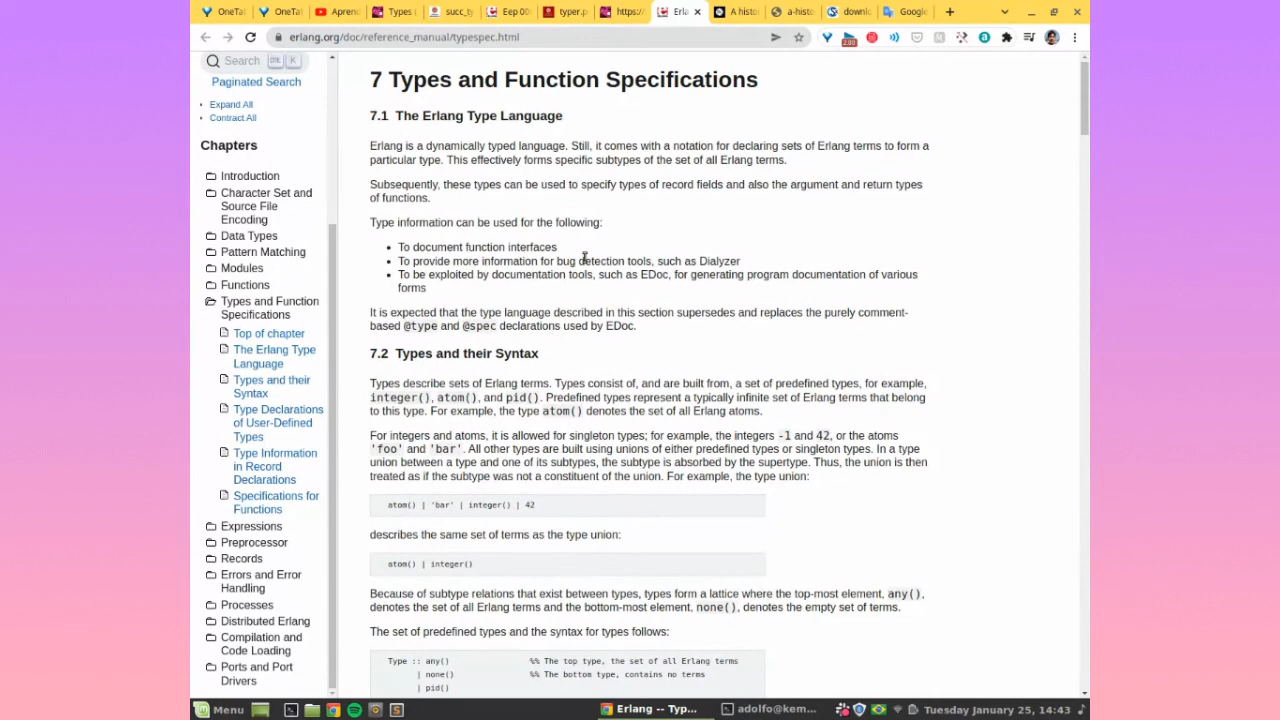 OneTa
OneTa
Apren
Types
succ_ty
Eep 00
typer.p
https:/
Erla
A histo
a-histo
downlo
Google
erlang.org/doc/reference_manual/typespec.html
2.00
Search
K
Paginated Search
Expand All
Contract All
Chapters
Introduction
Character Set and
Source File
Encoding
Data Types
Pattern Matching
Modules
Functions
Types and Function
Specifications
Top of chapter
The Erlang Type
Language
Types and their
Syntax
Type Declarations
of User-Defined
Types
Type Information
in Record
Declarations
Specifications for
Functions
Expressions
Preprocessor
Records
Errors and Error
Handling
Processes
Distributed Erlang
Compilation and
Code Loading
Ports and Port
Drivers
7 Types and Function Specifications
7.1 The Erlang Type Language
Erlang is a dynamically typed language. Still, it comes with a notation for declaring sets of Erlang terms to form a
particular type. This effectively forms specific subtypes of the set of all Erlang terms.
Subsequently, these types can be used to specify types of record fields and also the argument and return types
of functions.
Type information can be used for the following:
• To document function interfaces
• To provide more information for bug detection tools, such as Dialyzer
• To be exploited by documentation tools, such as EDoc, for generating program documentation of various
forms
It is expected that the type language described in this section supersedes and replaces the purely comment-
based @type and @spec declarations used by EDoc.
7.2 Types and their Syntax
Types describe sets of Erlang terms. Types consist of, and are built from, a set of predefined types, for example,
integer(), atom(), and pid(). Predefined types represent a typically infinite set of Erlang terms that belong
to this type. For example, the type atom() denotes the set of all Erlang atoms.
For integers and atoms, it is allowed for singleton types; for example, the integers -1 and 42, or the atoms
'foo' and 'bar'. All other types are built using unions of either predefined types or singleton types. In a type
union between a type and one of its subtypes, the subtype is absorbed by the supertype. Thus, the union is then
treated as if the subtype was not a constituent of the union. For example, the type union:
atom() | 'bar' | integer() | 42
describes the same set of terms as the type union:
atom() | integer()
Because of subtype relations that exist between types, types form a lattice where the top-most element, any(),
denotes the set of all Erlang terms and the bottom-most element, none(), denotes the empty set of terms.
The set of predefined types and the syntax for types follows:
Type :: any() %% The top type, the set of all Erlang terms
| none() %% The bottom type, contains no terms
| pid()
Menu
Erlang -- Typ...
adolfo@kem...
Tuesday January 25, 14:43